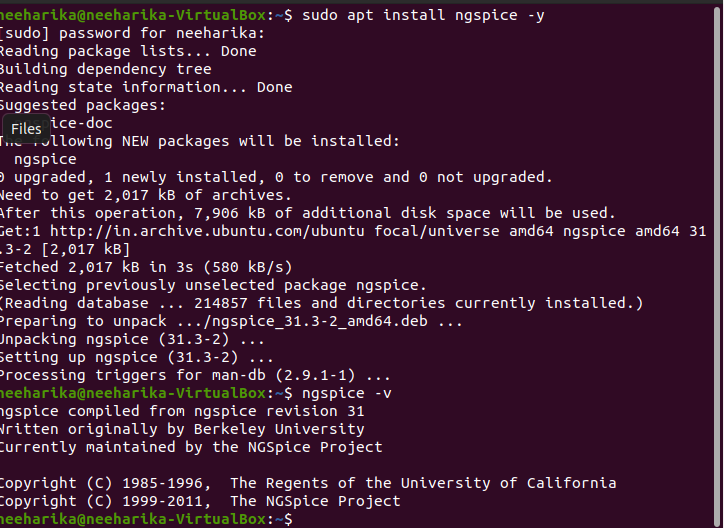 neeharika@neeharika-VirtualBox:~$ sudo apt install ngspice -y
[sudo] password for neeharika:
Reading package lists... Done
Building dependency tree
Reading state information... Done
Suggested packages:
spice-doc
Files
The following NEW packages will be installed:
ngspice
0 upgraded, 1 newly installed, 0 to remove and 0 not upgraded.
Need to get 2,017 kB of archives.
After this operation, 7,906 kB of additional disk space will be used.
Get:1 http://in.archive.ubuntu.com/ubuntu focal/universe amd64 ngspice amd64 31
.3-2 [2,017 kB]
Fetched 2,017 kB in 3s (580 kB/s)
Selecting previously unselected package ngspice.
(Reading database ... 214857 files and directories currently installed.)
Preparing to unpack .../ngspice_31.3-2_amd64.deb ...
Unpacking ngspice (31.3-2) ...
Setting up ngspice (31.3-2) ...
Processing triggers for man-db (2.9.1-1) ...
neeharika@neeharika-VirtualBox:~$ ngspice -v
ngspice compiled from ngspice revision 31
Written originally by Berkeley University
Currently maintained by the NGSpice Project
Copyright (C) 1985-1996,  The Regents of the University of California
Copyright (C) 1999-2011,  The NGSpice Project
neeharika@neeharika-VirtualBox:~$